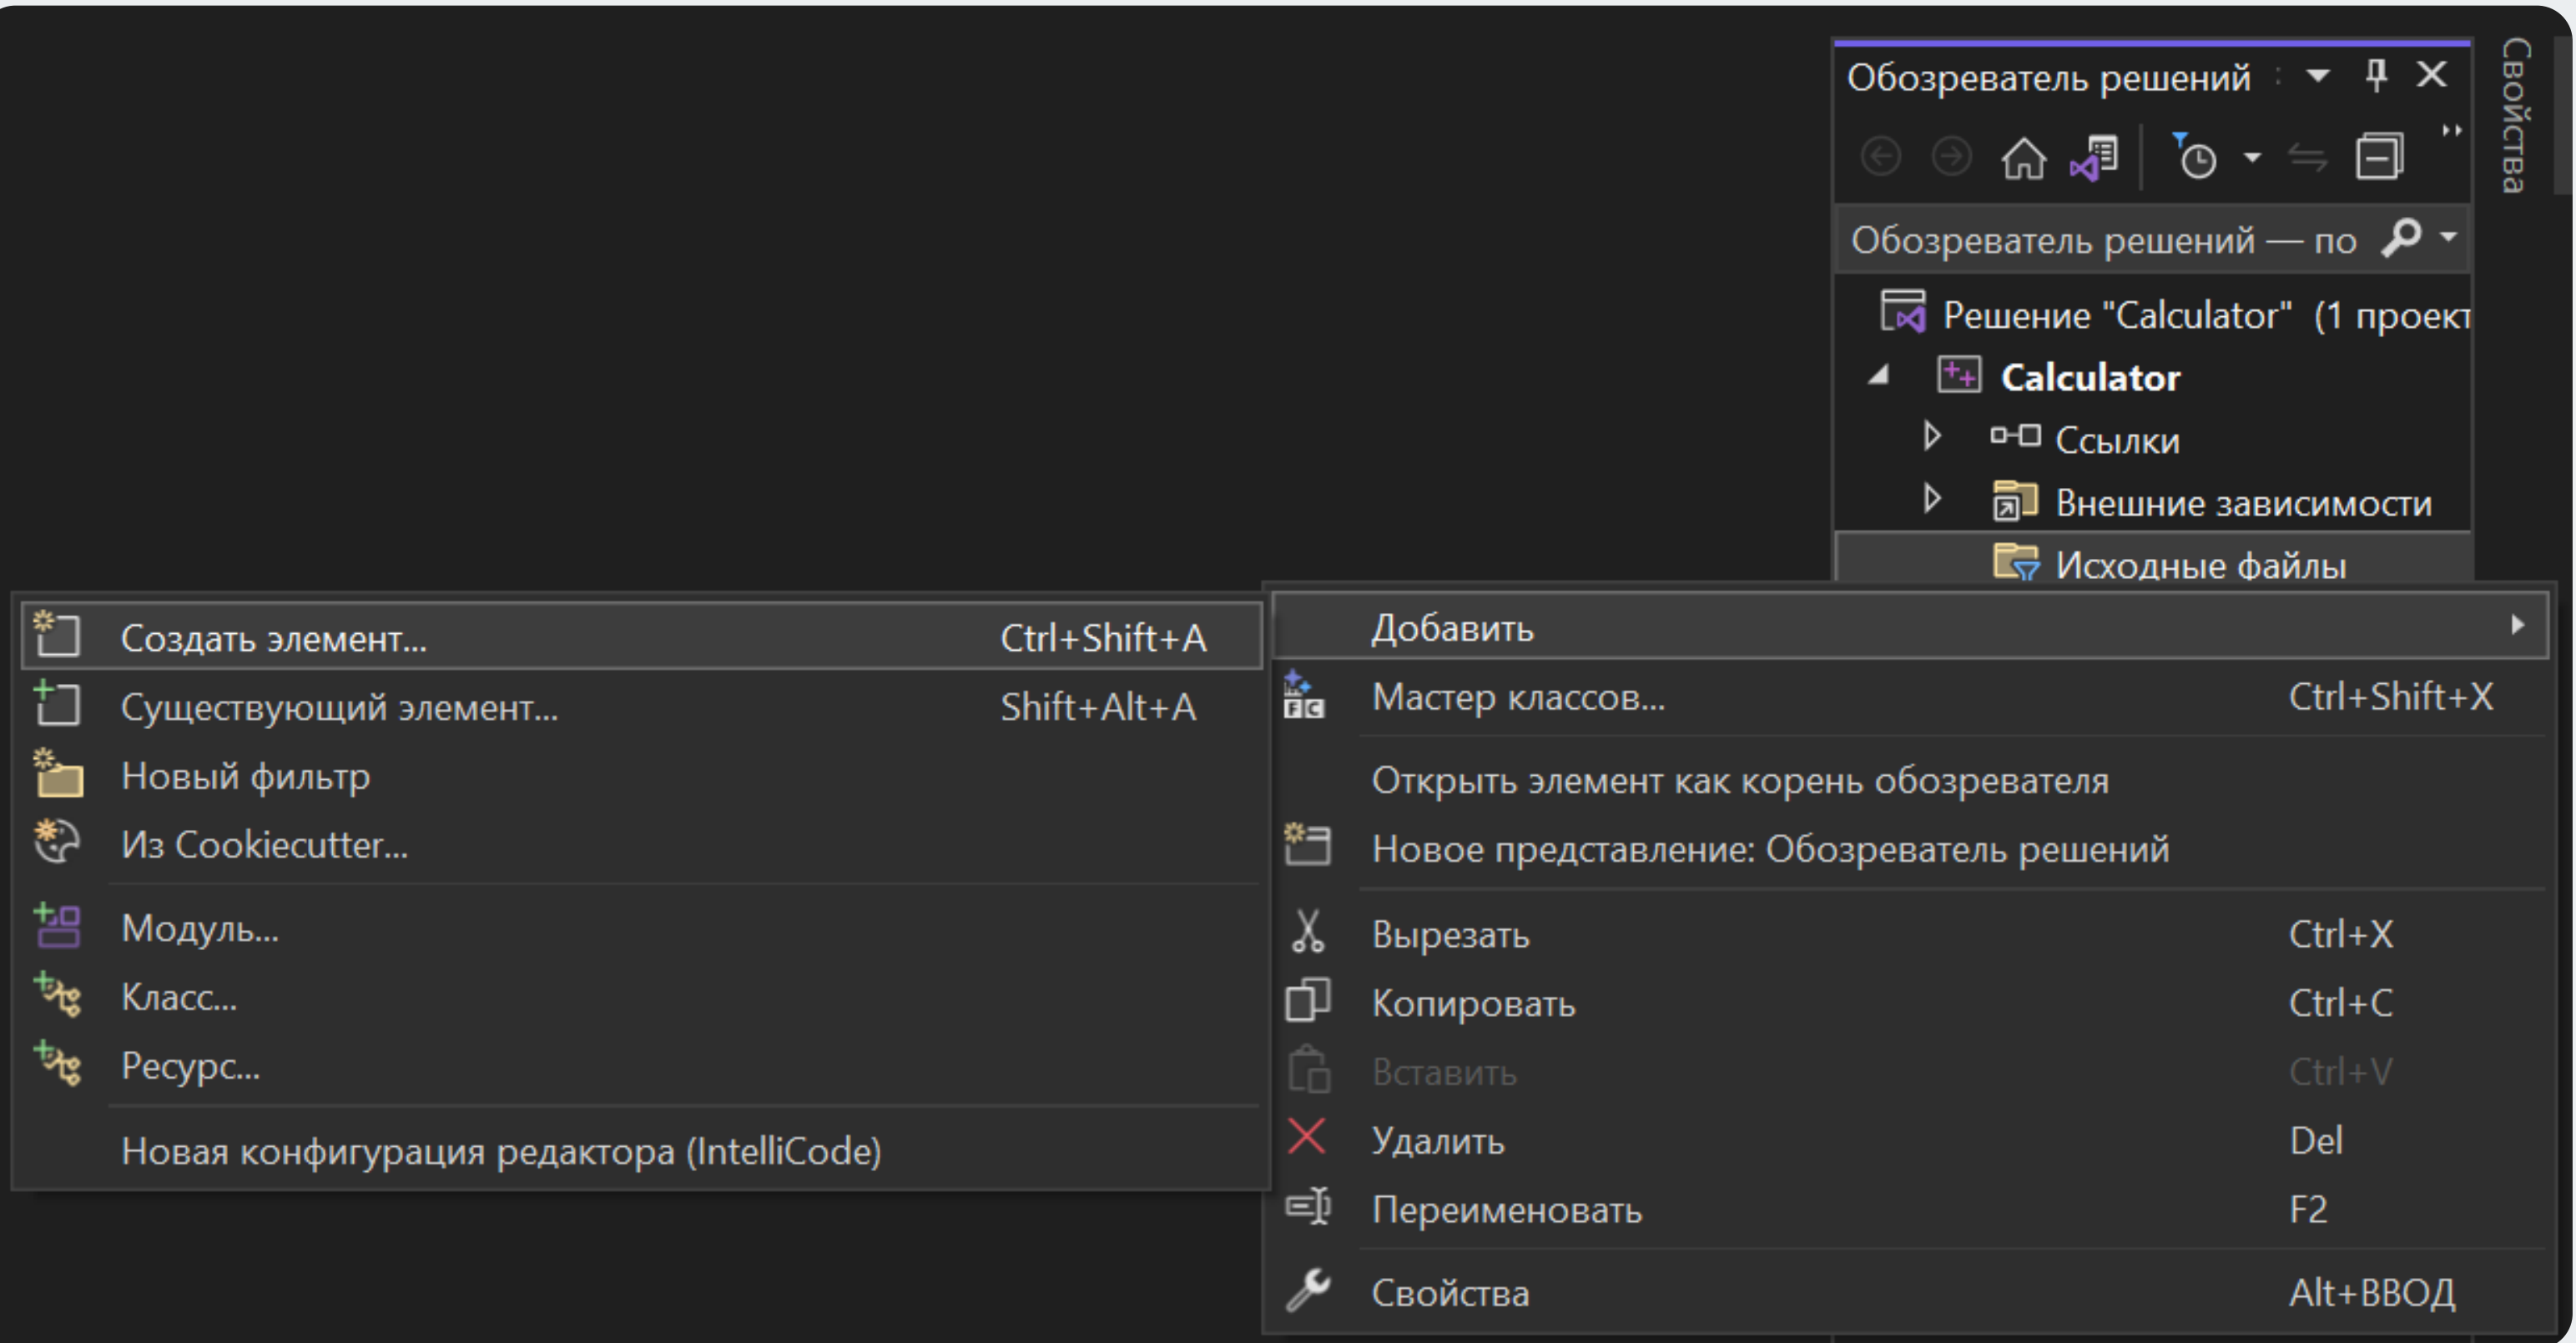 Свойства
Обозреватель решений
Обозреватель решений — по
Решение "Calculator" (1 проект
Calculator
Ссылки
Внешние зависимости
Исходные файлы
Создать элемент... Ctrl+Shift+A
Существующий элемент... Shift+Alt+A
Новый фильтр
Из Cookiecutter...
Модуль...
Класс...
Ресурс...
Новая конфигурация редактора (IntelliCode)
Добавить
Мастер классов... Ctrl+Shift+X
Открыть элемент как корень обозревателя
Новое представление: Обозреватель решений
Вырезать Ctrl+X
Копировать Ctrl+C
Вставить Ctrl+V
Удалить Del
Переименовать F2
Свойства Alt+ВВОД